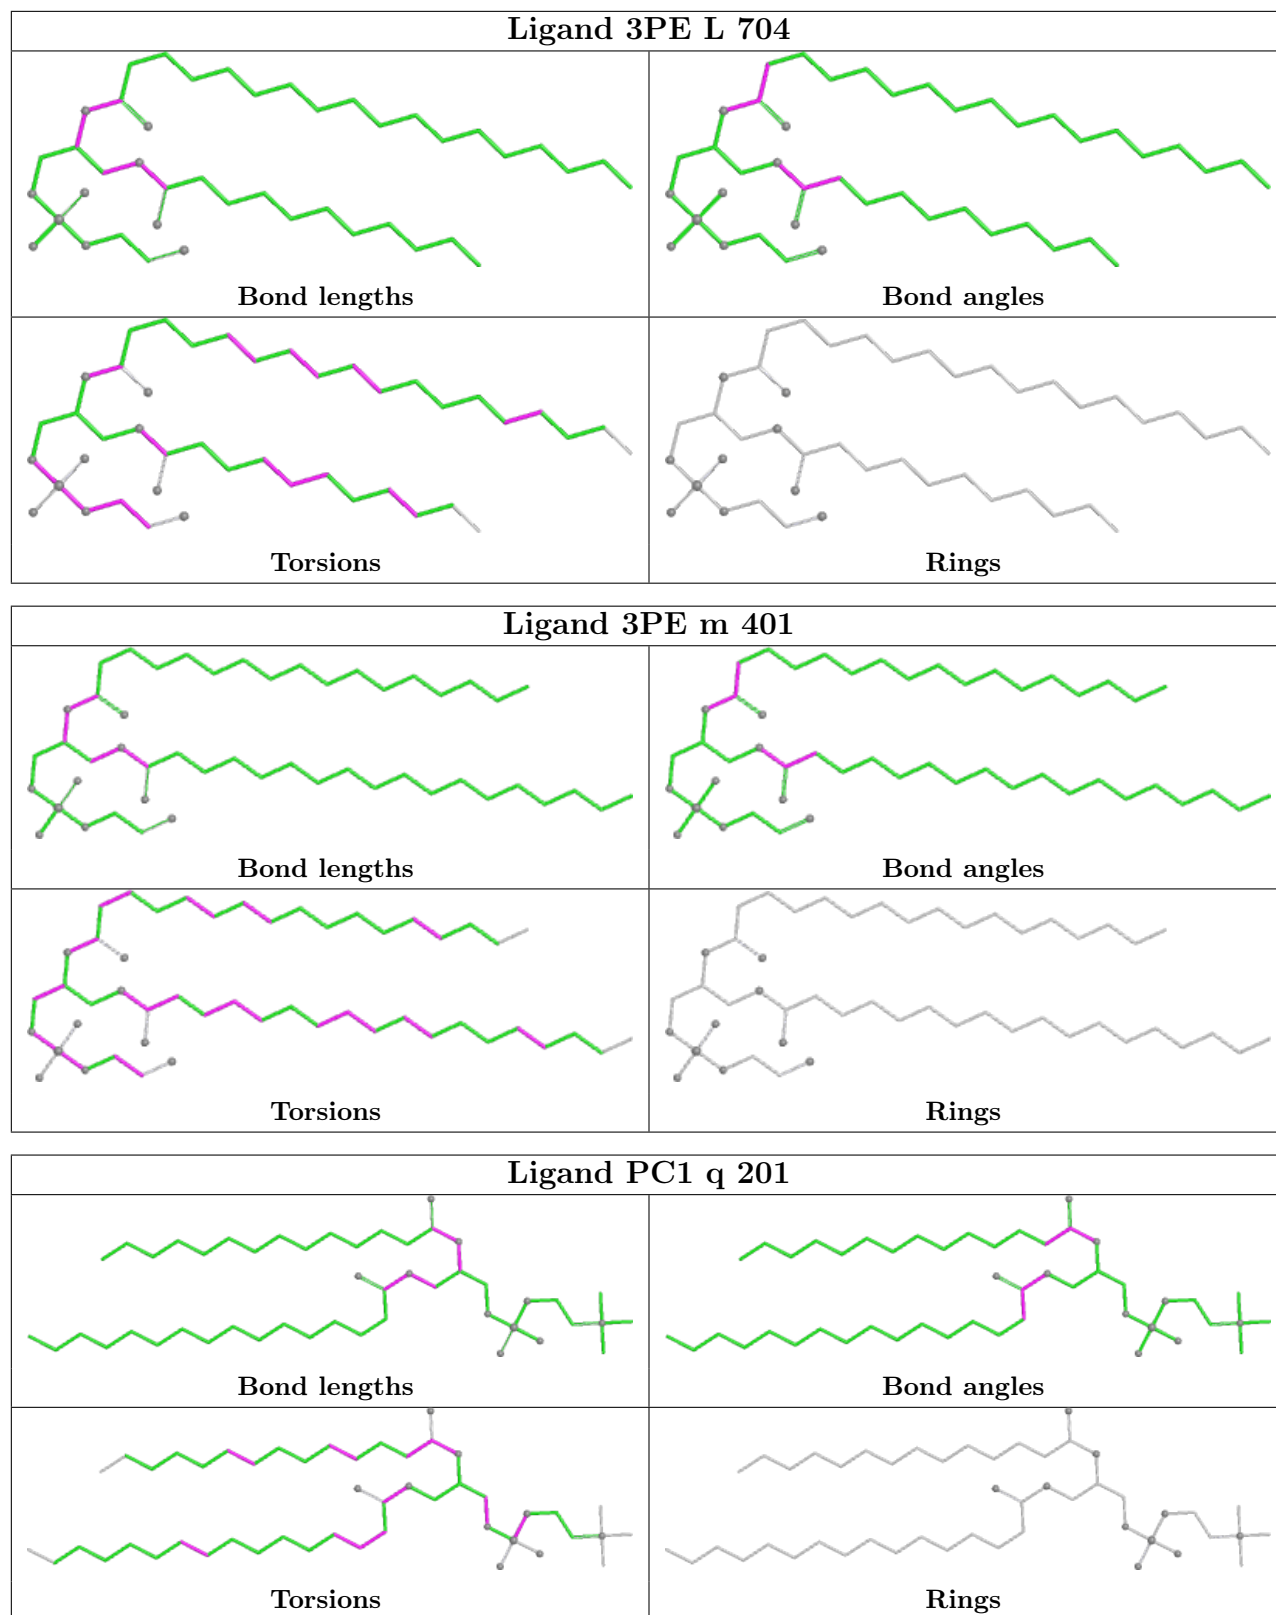 Ligand 3PE L 704
Bond lengths
Bond angles
Torsions
Rings
Ligand 3PE m 401
Bond lengths
Bond angles
Torsions
Rings
Ligand PC1 q 201
Bond lengths
Bond angles
Torsions
Rings